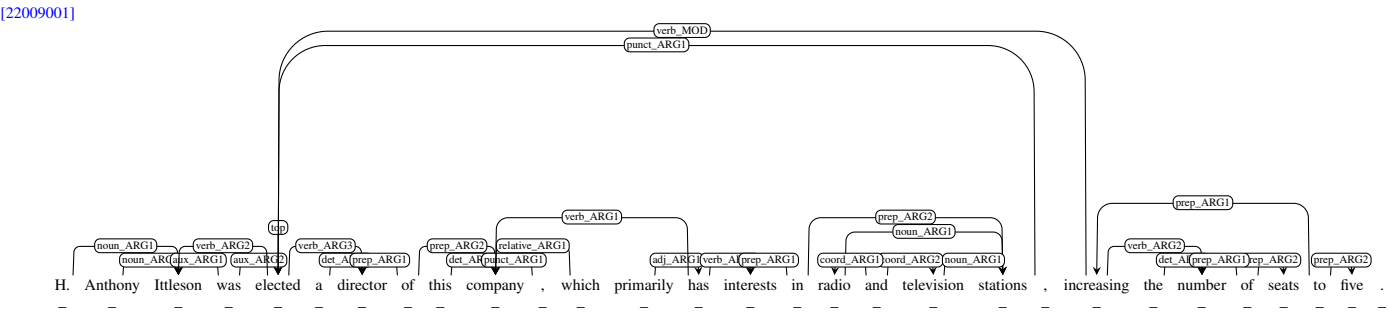 [22009001]
verb_MOD
punct_ARG1
top
verb_ARG1 prep_ARG2 prep_ARG1
noun_ARG1
noun_ARG1 verb_ARG2 verb_ARG3 prep_ARG2 relative_ARG1 verb_ARG2
aux_ARG1 aux_ARG2 prep_ARG1 punct_ARG1 adj_ARG1 prep_ARG1 coord_ARG1 coord_ARG2 noun_ARG1 prep_ARG1 prep_ARG2 prep_ARG2
H. Anthony Ittleson was elected a director of this company , which primarily has interests in radio and television stations , increasing the number of seats to five .
_ _ _ _ _ _ _ _ _ _ _ _ _ _ _ _ _ _ _ _ _ _ _ _ _ _ _ _ _ _